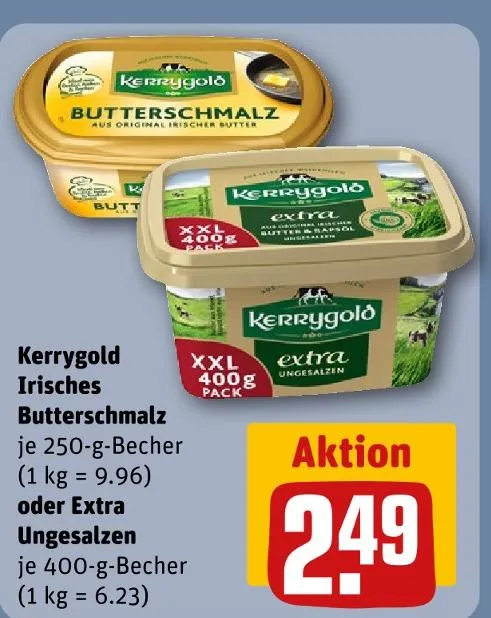 Kerrygold
BUTTERSCHMALZ
AUS ORIGINAL IRISCHER BUTTER
Kerrygold
extra
AUS ORIGINAL IRISCHER
BUTTER & RAPSÖL
UNGESALZEN
XXL
400g
PACK
BUTT
Kerrygold
extra
UNGESALZEN
XXL
400g
PACK
Kerrygold
Irisches
Butterschmalz
je 250-g-Becher
(1 kg = 9.96)
oder Extra
Ungesalzen
je 400-g-Becher
(1 kg = 6.23)
Aktion
2.49